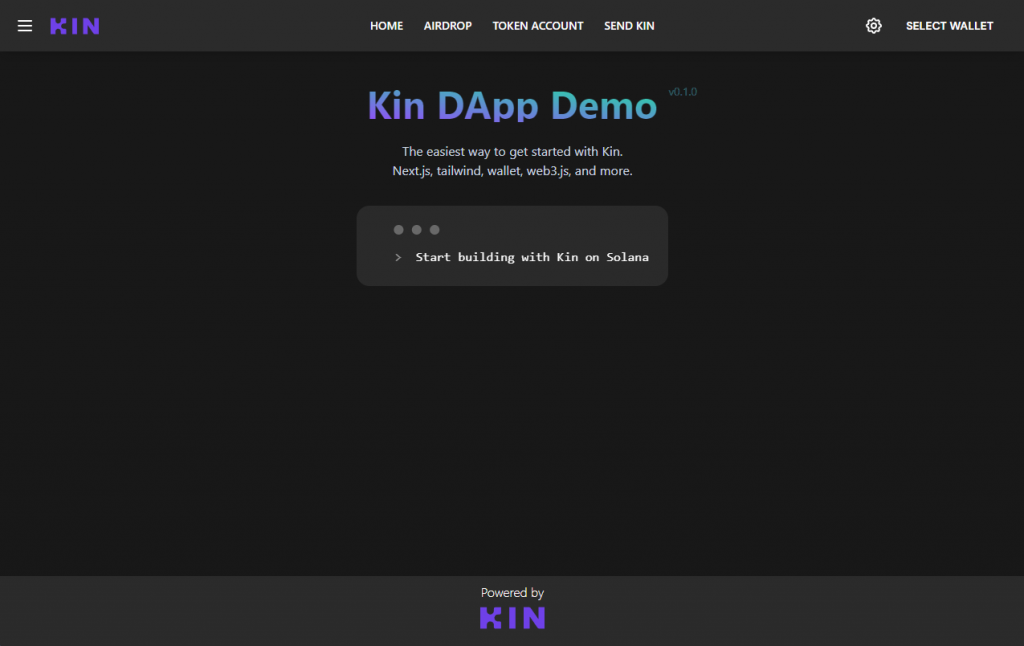 KIN
HOME AIRDROP TOKEN ACCOUNT SEND KIN
SELECT WALLET
Kin DApp Demo v0.1.0
The easiest way to get started with Kin.
Next.js, tailwind, wallet, web3.js, and more.
> Start building with Kin on Solana
Powered by
KIN